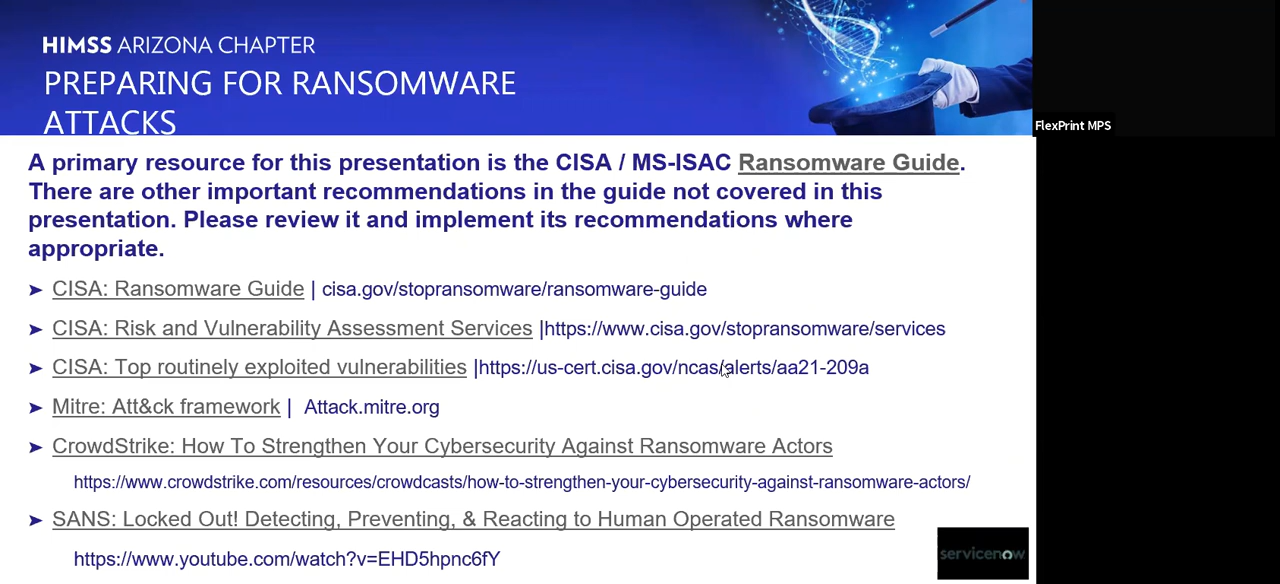 HIMSS ARIZONA CHAPTER
PREPARING FOR RANSOMWARE
ATTACKS
FlexPrint MPS
A primary resource for this presentation is the CISA / MS-ISAC Ransomware Guide.
There are other important recommendations in the guide not covered in this
presentation. Please review it and implement its recommendations where
appropriate.
➤ CISA: Ransomware Guide | cisa.gov/stopransomware/ransomware-guide
➤ CISA: Risk and Vulnerability Assessment Services |https://www.cisa.gov/stopransomware/services
➤ CISA: Top routinely exploited vulnerabilities |https://us-cert.cisa.gov/ncas/alerts/aa21-209a
➤ Mitre: Att&ck framework | Attack.mitre.org
➤ CrowdStrike: How To Strengthen Your Cybersecurity Against Ransomware Actors
https://www.crowdstrike.com/resources/crowdcasts/how-to-strengthen-your-cybersecurity-against-ransomware-actors/
➤ SANS: Locked Out! Detecting, Preventing, & Reacting to Human Operated Ransomware
https://www.youtube.com/watch?v=EHD5hpnc6fY
servicenow